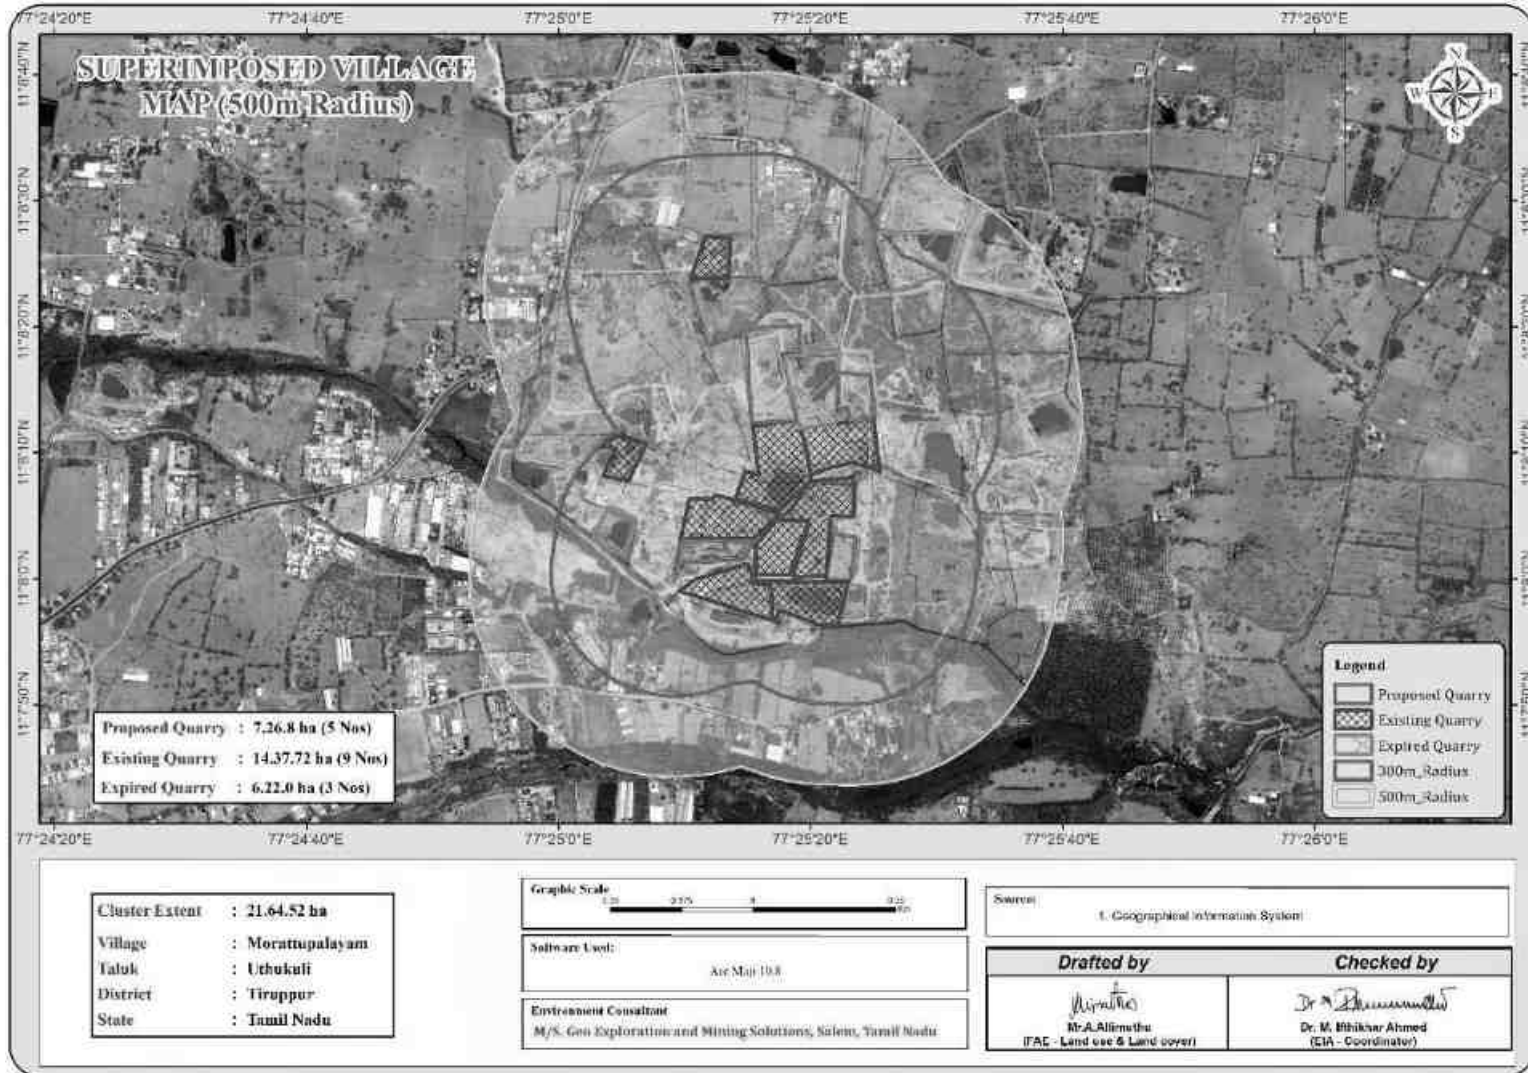 77°24'20"E 77°24'40"E 77°25'0"E 77°25'20"E 77°25'40"E 77°26'0"E
SUPERIMPOSED VILLAGE
MAP (500m Radius)
N
W E
S
11°8'40"N
11°8'30"N
11°8'20"N
11°8'10"N
11°8'0"N
11°7'50"N
Legend
Proposed Quarry
Existing Quarry
Expired Quarry
300m_Radius
500m_Radius
Proposed Quarry : 7.26.8 ha (5 Nos)
Existing Quarry : 14.37.72 ha (9 Nos)
Expired Quarry : 6.22.0 ha (3 Nos)
77°24'20"E 77°24'40"E 77°25'0"E 77°25'20"E 77°25'40"E 77°26'0"E
Cluster Extent : 21.64.52 ha
Village : Morattupalayam
Taluk : Uthukuli
District : Tiruppur
State : Tamil Nadu
Graphic Scale
Software Used:
Arc Map 10.8
Environment Consultant
M/S. Geo Exploration and Mining Solutions, Salem, Tamil Nadu
Source:
1. Geographical Information System
Drafted by
Mr.A.Allimuthu
(FAE - Land use & Land cover)
Checked by
Dr. M. Ifthikhar Ahmed
(EIA - Coordinator)